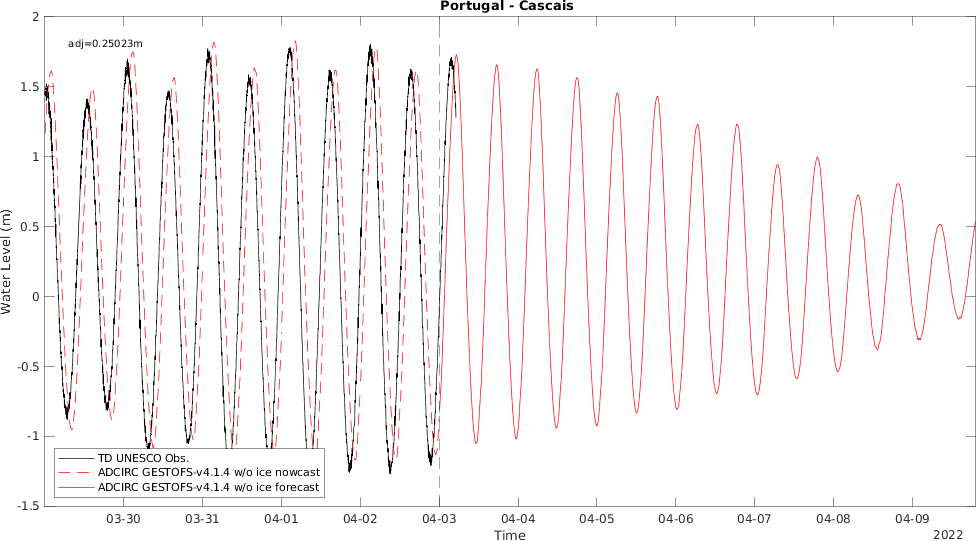 Portugal - Cascais
adj=0.25023m
2
1.5
1
0.5
0
-0.5
-1
-1.5
Water Level (m)
TD UNESCO Obs.
ADCIRC GESTOFS-v4.1.4 w/o ice nowcast
ADCIRC GESTOFS-v4.1.4 w/o ice forecast
03-30 03-31 04-01 04-02 04-03 04-04 04-05 04-06 04-07 04-08 04-09
Time
2022